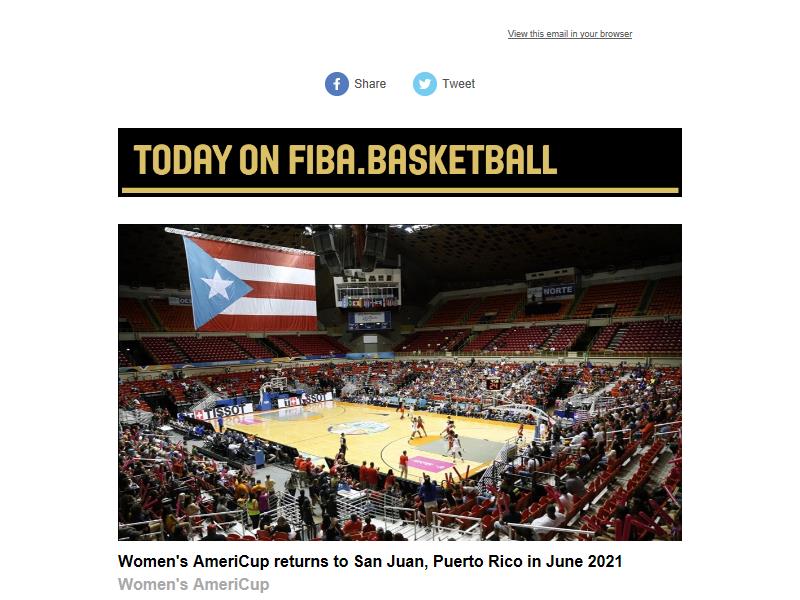 View this email in your browser
Share
Tweet
TODAY ON FIBA.BASKETBALL
NORTE
TISSOT
TISSOT
Women's AmeriCup returns to San Juan, Puerto Rico in June 2021
Women's AmeriCup